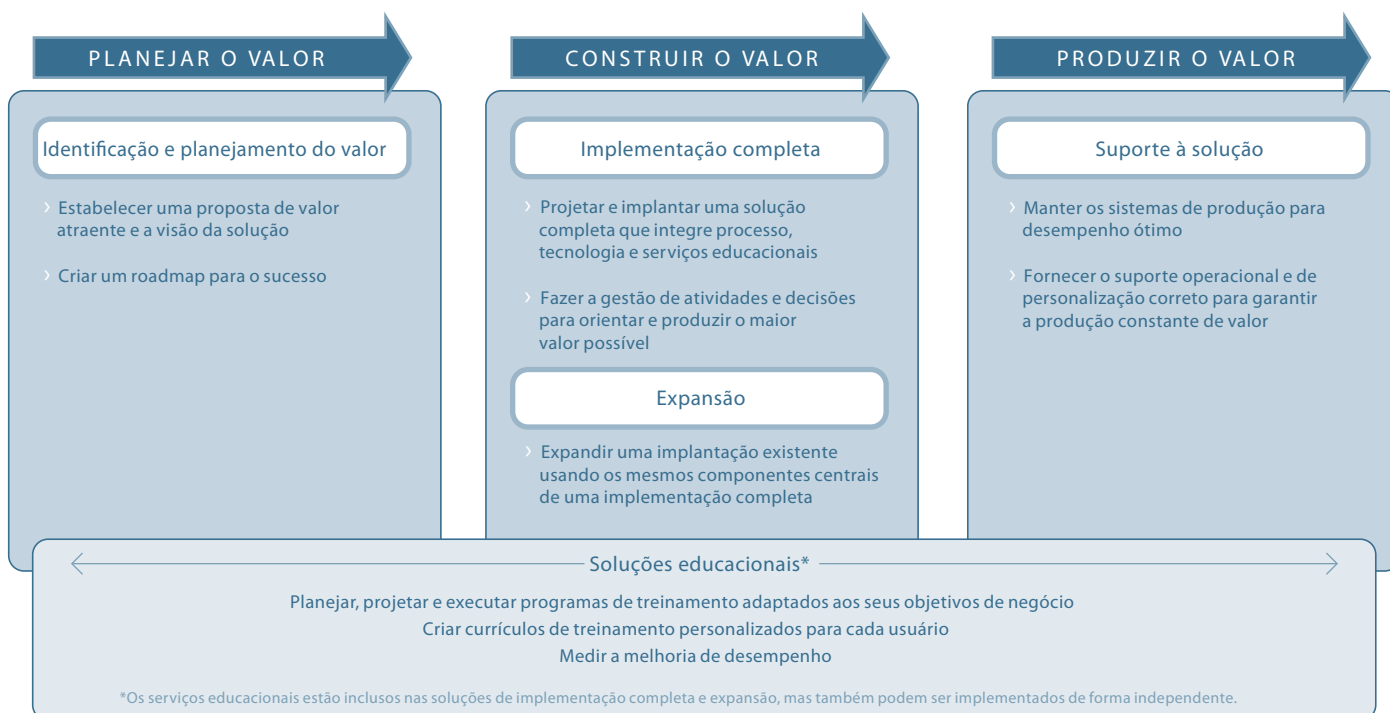 PLANEJAR O VALOR
Identificação e planejamento do valor
› Estabelecer uma proposta de valor
atraente e a visão da solução
› Criar um roadmap para o sucesso
CONSTRUIR O VALOR
Implementação completa
› Projetar e implantar uma solução
completa que integre processo,
tecnologia e serviços educacionais
› Fazer a gestão de atividades e decisões
para orientar e produzir o maior
valor possível
Expansão
› Expandir uma implantação existente
usando os mesmos componentes centrais
de uma implementação completa
PRODUZIR O VALOR
Suporte à solução
› Manter os sistemas de produção para
desempenho ótimo
› Fornecer o suporte operacional e de
personalização correto para garantir
a produção constante de valor
Soluções educacionais*
Planejar, projetar e executar programas de treinamento adaptados aos seus objetivos de negócio
Criar currículos de treinamento personalizados para cada usuário
Medir a melhoria de desempenho
*Os serviços educacionais estão inclusos nas soluções de implementação completa e expansão, mas também podem ser implementados de forma independente.